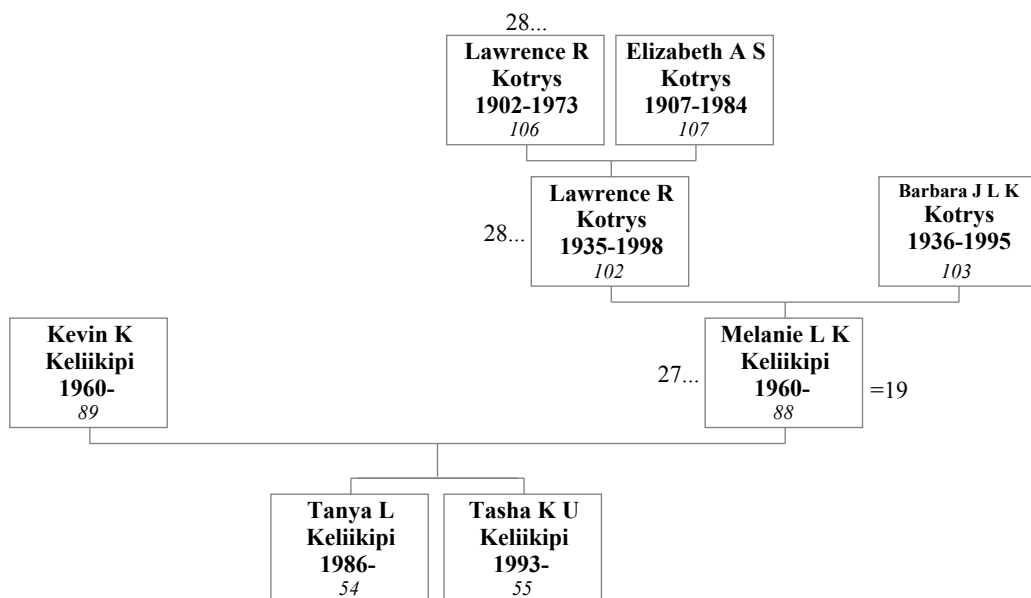 28...
Lawrence R
Kotrys
1902-1973
106
Elizabeth A S
Kotrys
1907-1984
107
28...
Lawrence R
Kotrys
1935-1998
102
Barbara J L K
Kotrys
1936-1995
103
Kevin K
Keliikipi
1960-
89
27...
Melanie L K
Keliikipi
1960-
88
=19
Tanya L
Keliikipi
1986-
54
Tasha K U
Keliikipi
1993-
55